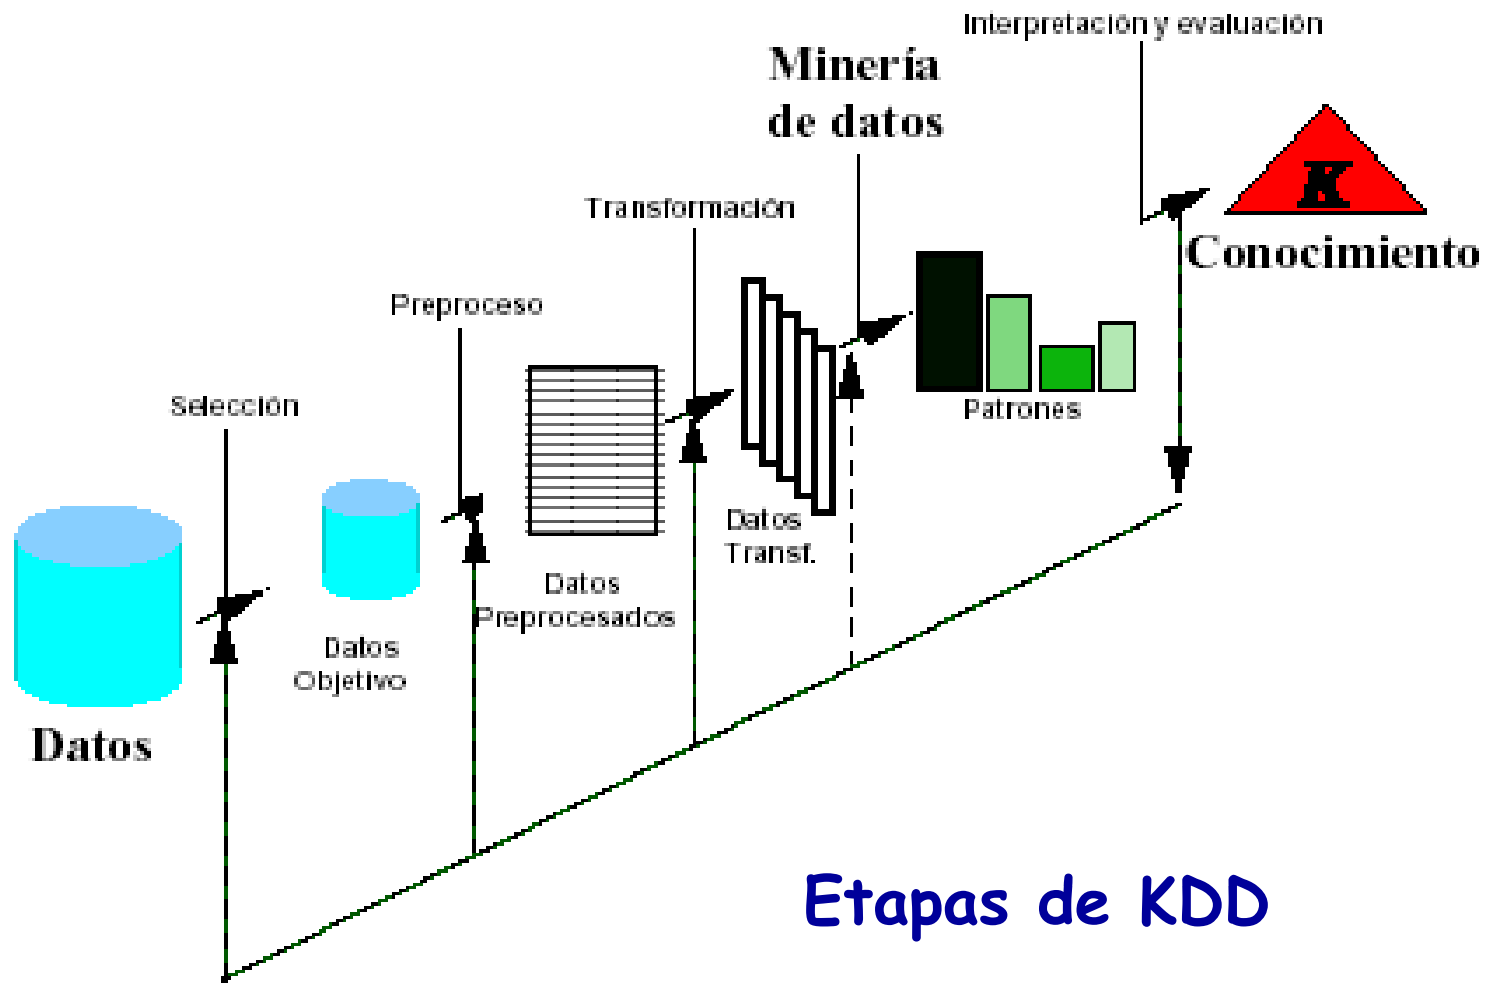 Interpretación y evaluación
Minería
de datos
K
Transformación
Conocimiento
Preproceso
Selección
Patrones
Datos
Transf.
Datos
Preprocesados
Datos
Objetivo
Datos
Etapas de KDD